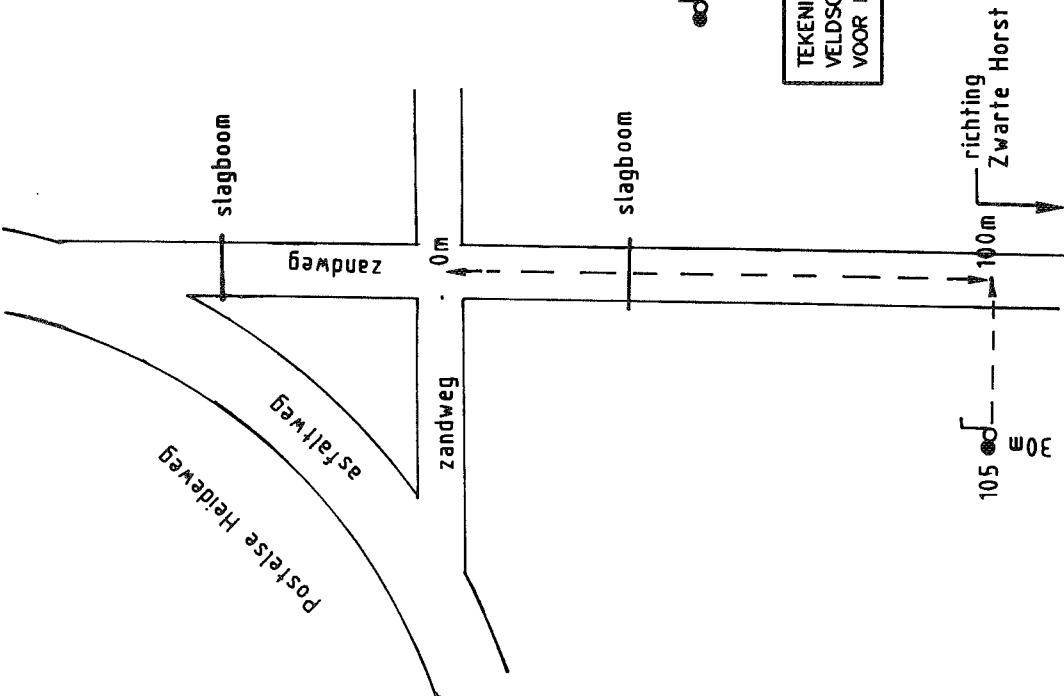 TEKENI
VELDSC
VOOR
slagboom
zandweg
0m
asfaltweg
Postelse Heideweg
zandweg
slagboom
richting
Zwarte Horst
100m
105
30m